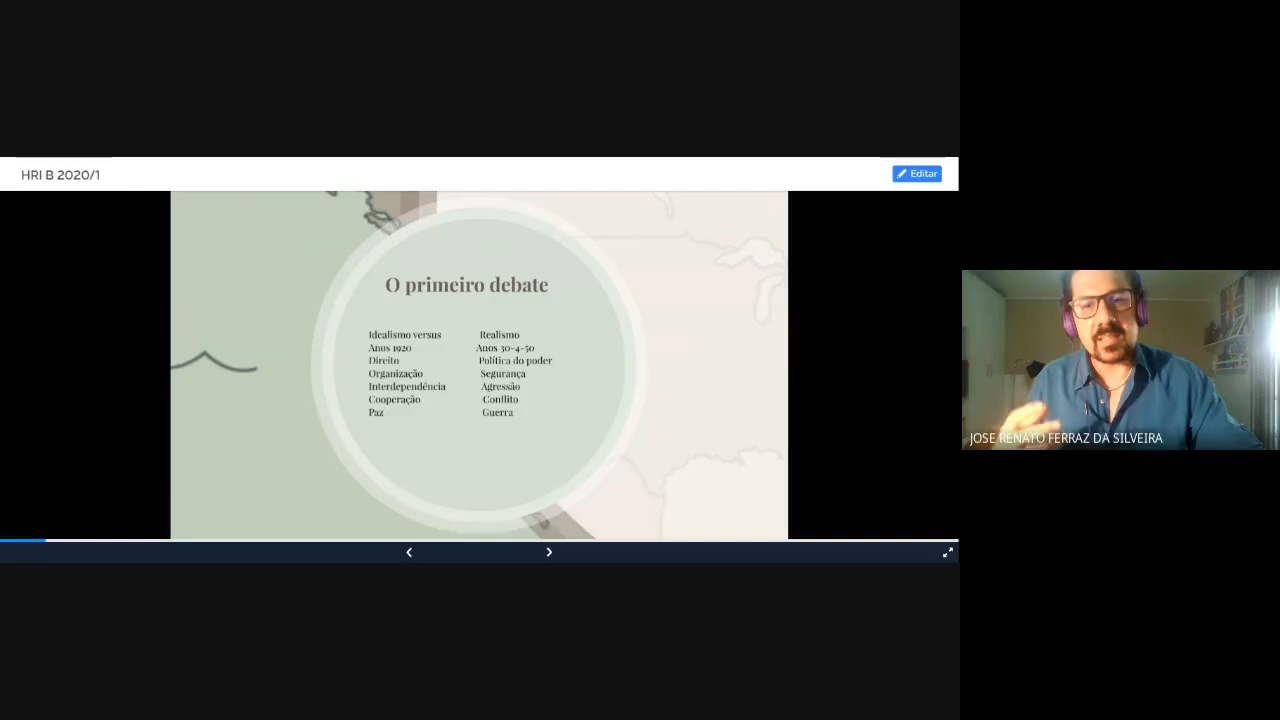 HRI B 2020/1
Editar
O primeiro debate
Idealismo versus Realismo
Anos 1920 Anos 30-4-50
Direito Política do poder
Organização Segurança
Interdependência Agressão
Cooperação Conflito
Paz Guerra
JOSE RENATO FERRAZ DA SILVEIRA